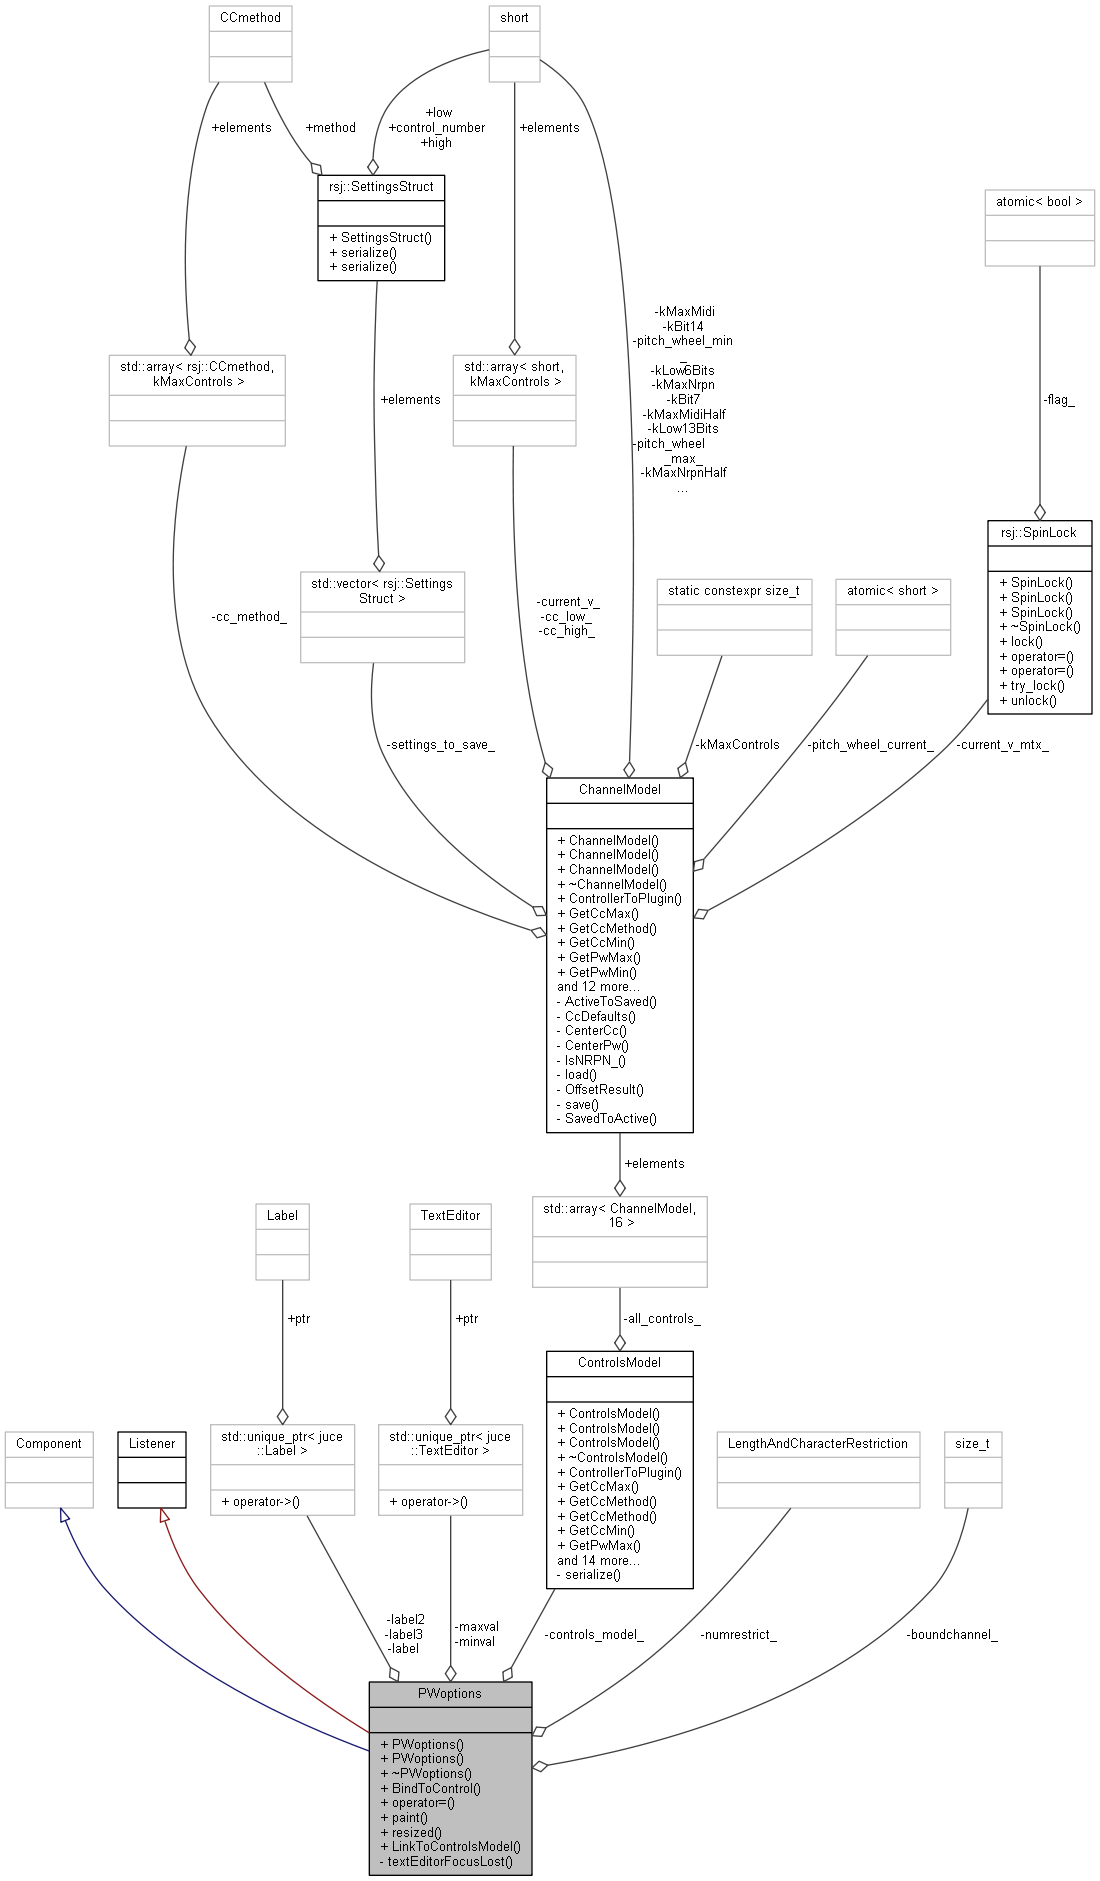 CCmethod
short
+elements
+method
+low
+control_number
+high
+elements
rsj::SettingsStruct
+ SettingsStruct()
+ serialize()
+ serialize()
atomic< bool >
-kMaxMidi
-kBit14
-pitch_wheel_min
_
-kLow6Bits
-kMaxNrpn
-kBit7
-kMaxMidiHalf
-kLow13Bits
-pitch_wheel
_max_
-kMaxNrpnHalf
...
std::array< rsj::CCmethod,
kMaxControls >
+elements
std::array< short,
kMaxControls >
-flag_
rsj::SpinLock
+ SpinLock()
+ SpinLock()
+ SpinLock()
+ ~SpinLock()
+ lock()
+ operator=()
+ operator=()
+ try_lock()
+ unlock()
std::vector< rsj::Settings
Struct >
static constexpr size_t
atomic< short >
-cc_method_
-current_v_
-cc_low_
-cc_high_
-settings_to_save_
-kMaxControls
-pitch_wheel_current_
-current_v_mtx_
ChannelModel
+ ChannelModel()
+ ChannelModel()
+ ChannelModel()
+ ~ChannelModel()
+ ControllerToPlugin()
+ GetCcMax()
+ GetCcMethod()
+ GetCcMin()
+ GetPwMax()
+ GetPwMin()
and 12 more...
- ActiveToSaved()
- CcDefaults()
- CenterCc()
- CenterPw()
- IsNRPN_()
- load()
- OffsetResult()
- save()
- SavedToActive()
+elements
std::array< ChannelModel,
16 >
Label
TextEditor
+ptr
+ptr
-all_controls_
ControlsModel
+ ControlsModel()
+ ControlsModel()
+ ControlsModel()
+ ~ControlsModel()
+ ControllerToPlugin()
+ GetCcMax()
+ GetCcMethod()
+ GetCcMethod()
+ GetCcMin()
+ GetPwMax()
and 14 more...
- serialize()
Component
Listener
std::unique_ptr< juce
::Label >
+ operator->()
std::unique_ptr< juce
::TextEditor >
+ operator->()
LengthAndCharacterRestriction
size_t
-label2
-label3
-label
-maxval
-minval
-controls_model_
-numrestrict_
-boundchannel_
PWoptions
+ PWoptions()
+ PWoptions()
+ ~PWoptions()
+ BindToControl()
+ operator=()
+ paint()
+ resized()
+ LinkToControlsModel()
- textEditorFocusLost()